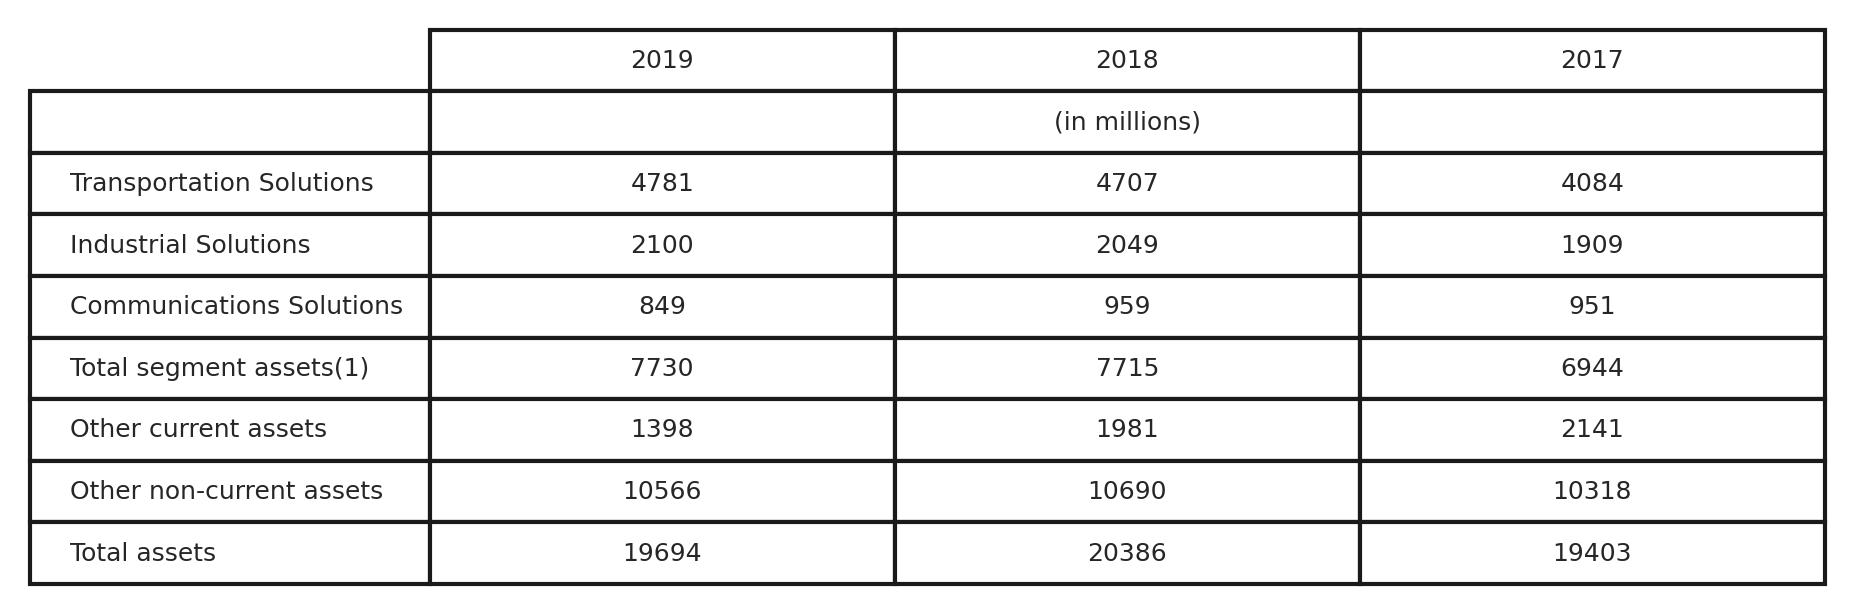 2019 2018 2017
(in millions)
Transportation Solutions 4781 4707 4084
Industrial Solutions 2100 2049 1909
Communications Solutions 849 959 951
Total segment assets(1) 7730 7715 6944
Other current assets 1398 1981 2141
Other non-current assets 10566 10690 10318
Total assets 19694 20386 19403